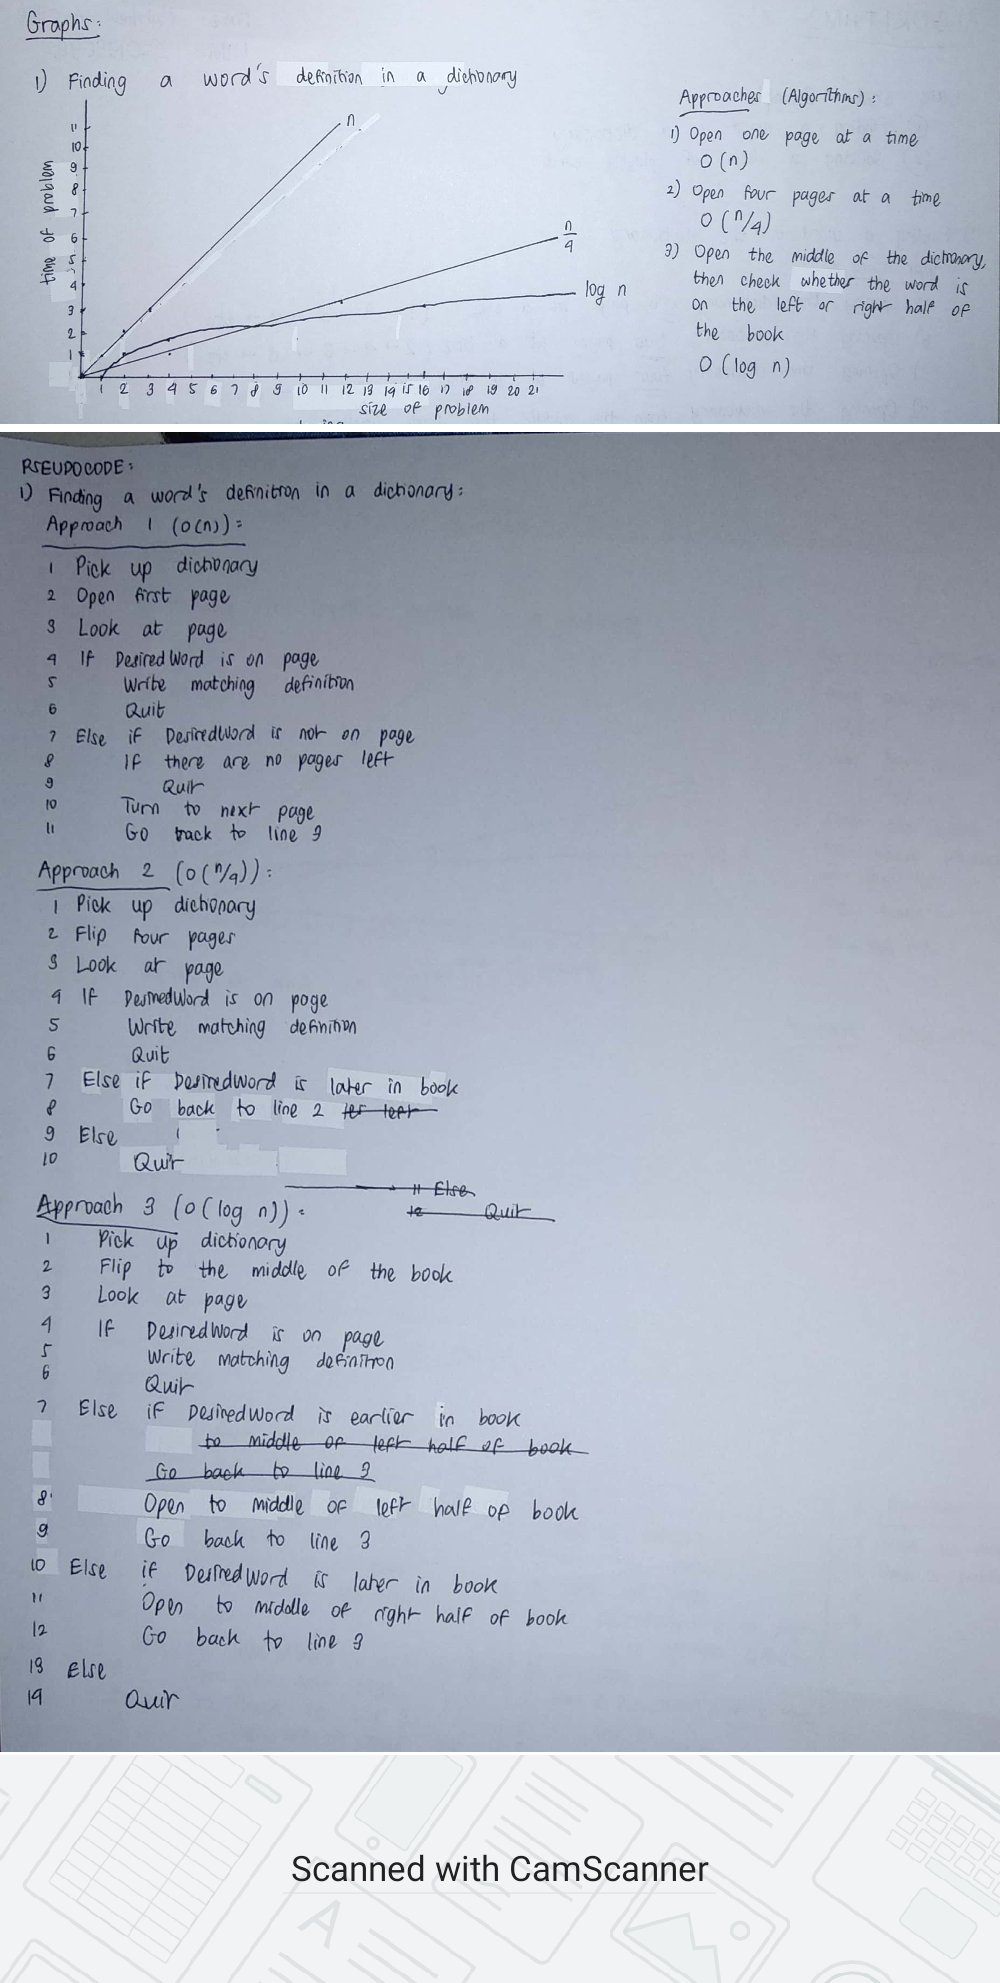 Graphs:
1) Finding a word's definition in a dictionary
n
n/4
log n
time of problem
11
10
9
8
7
6
5
4
3
2
1
1 2 3 4 5 6 7 8 9 10 11 12 13 14 15 16 17 18 19 20 21
size of problem
Approaches (Algorithms):
1) Open one page at a time
O(n)
2) Open four pages at a time
O(n/4)
3) Open the middle of the dictionary,
then check whether the word is
on the left or right half of
the book
O(log n)
PSEUDOCODE:
1) Finding a word's definition in a dictionary:
Approach 1 (O(n)):
1 Pick up dictionary
2 Open first page
3 Look at page
4 If DesiredWord is on page
5 Write matching definition
6 Quit
7 Else if DesiredWord is not on page
8 If there are no pages left
9 Quit
10 Turn to next page
11 Go back to line 3
Approach 2 (O(n/4)):
1 Pick up dictionary
2 Flip four pages
3 Look at page
4 If DesiredWord is on page
5 Write matching definition
6 Quit
7 Else if DesiredWord is later in book
8 Go back to line 2
9 Else
10 Quit
11 Else
Quit
Approach 3 (O(log n)):
1 Pick up dictionary
2 Flip to the middle of the book
3 Look at page
4 If DesiredWord is on page
5 Write matching definition
6 Quit
7 Else if DesiredWord is earlier in book
to middle of left half of book
Go back to line 3
8 Open to middle of left half of book
9 Go back to line 3
10 Else if DesiredWord is later in book
11 Open to middle of right half of book
12 Go back to line 3
13 Else
14 Quit
Scanned with CamScanner